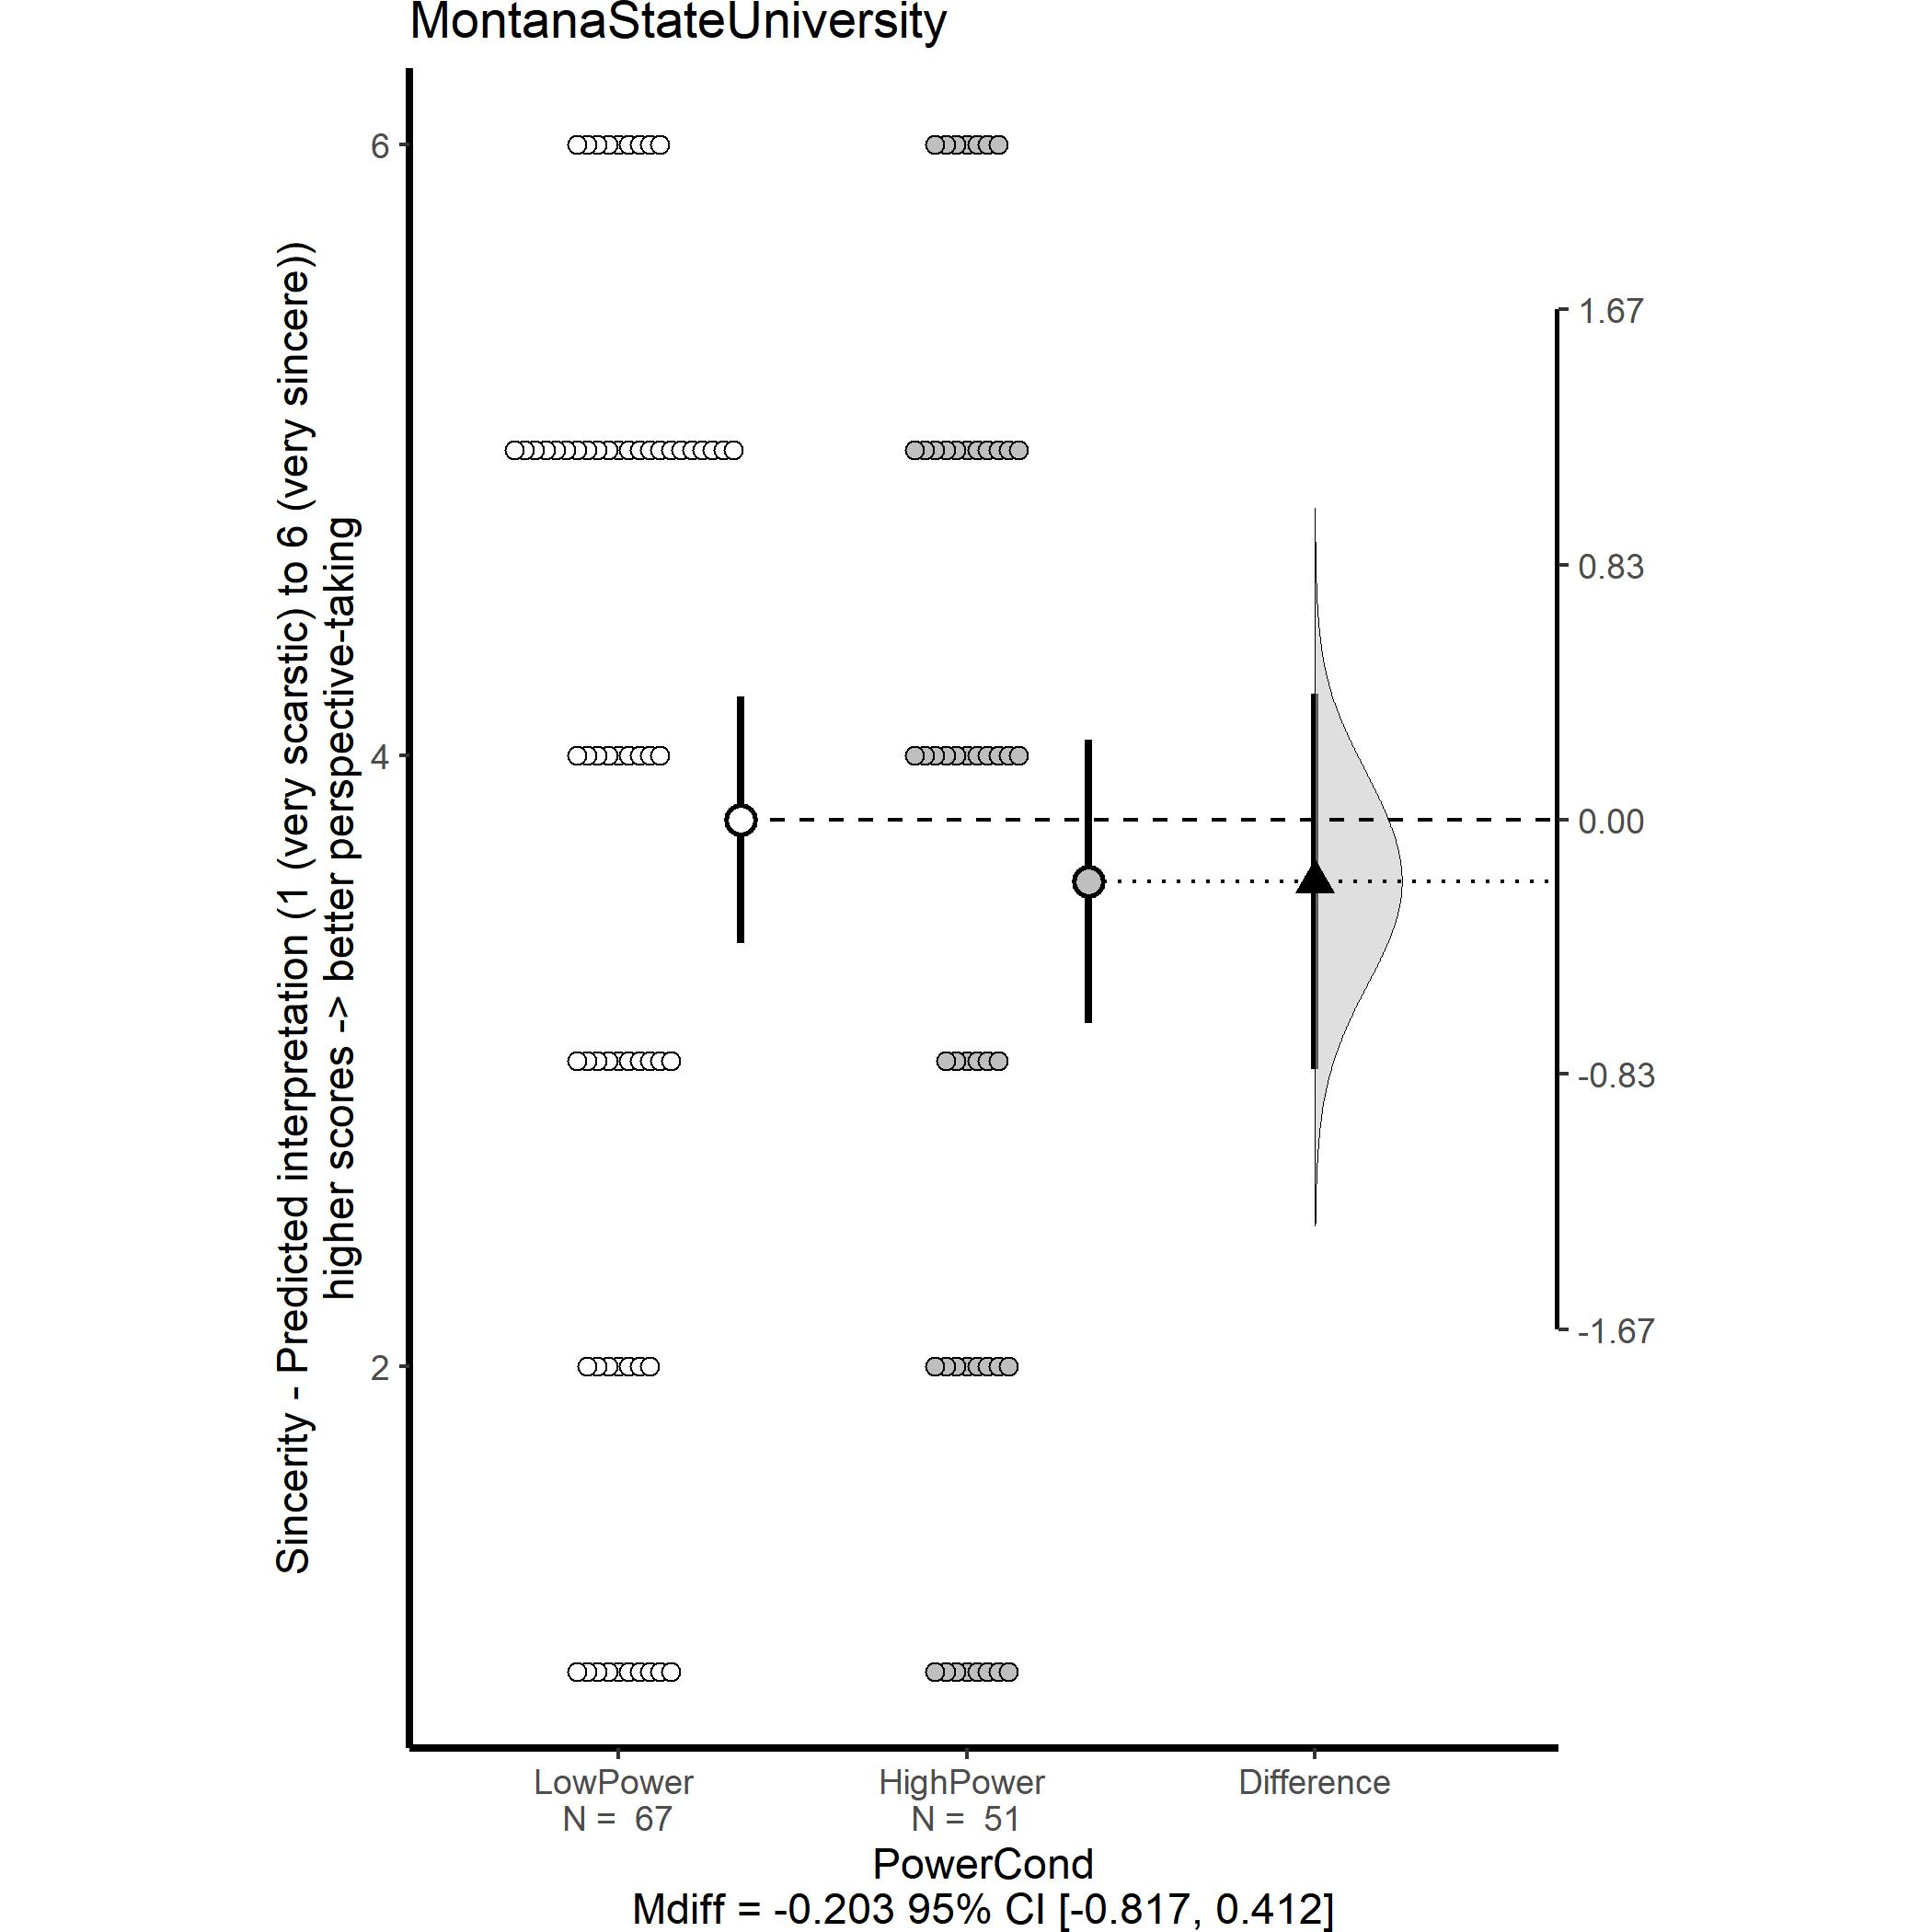 MontanaStateUniversity
Sincerity - Predicted interpretation (1 (very scarstic) to 6 (very sincere))
higher scores -> better perspective-taking
6
4
2
1.67
0.83
0.00
-0.83
-1.67
LowPower
N = 67
HighPower
N = 51
Difference
PowerCond
Mdiff = -0.203 95% CI [-0.817, 0.412]